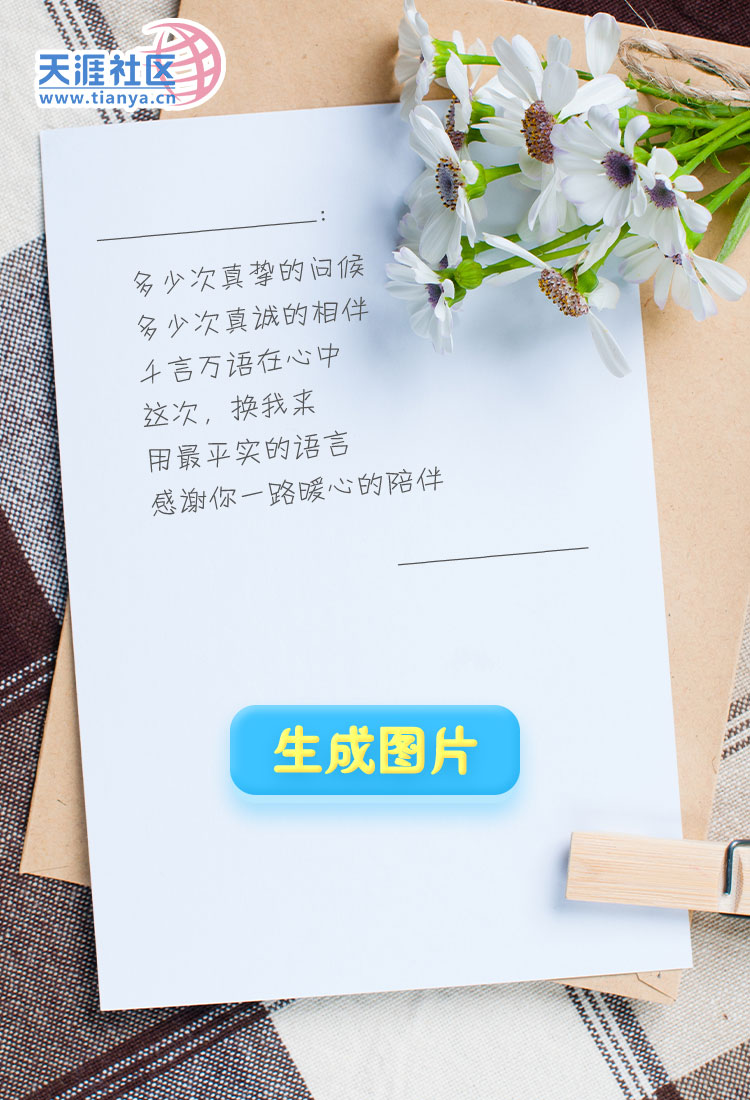 天涯社区
www.tianya.cn
:
多少次真挚的问候
多少次真诚的相伴
千言万语在心中
这次，换我来
用最平实的语言
感谢你一路暖心的陪伴
生成图片